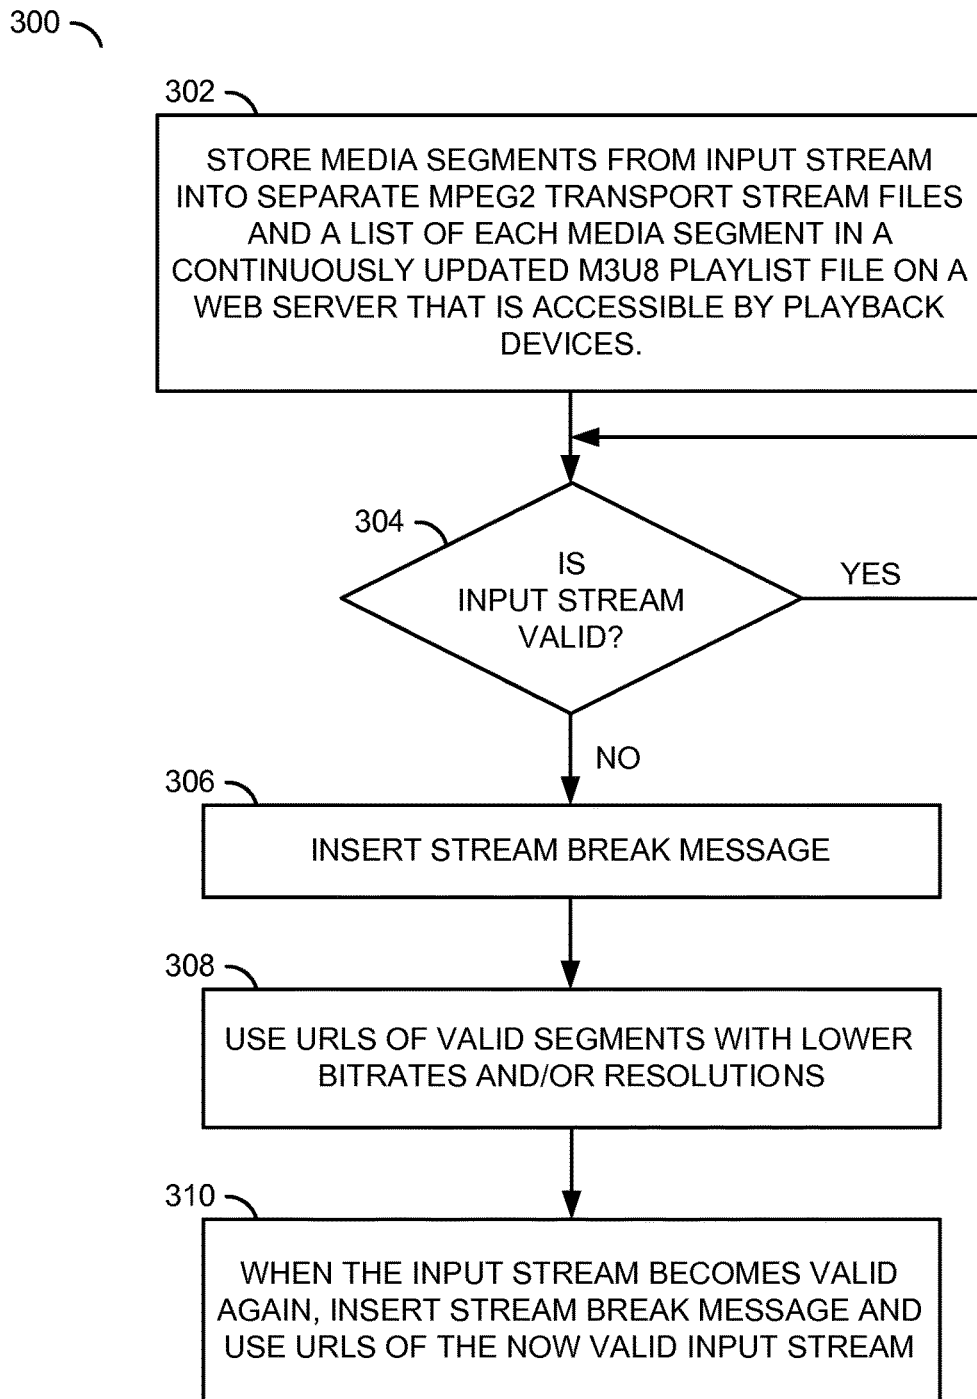 300
302
STORE MEDIA SEGMENTS FROM INPUT STREAM
INTO SEPARATE MPEG2 TRANSPORT STREAM FILES
AND A LIST OF EACH MEDIA SEGMENT IN A
CONTINUOUSLY UPDATED M3U8 PLAYLIST FILE ON A
WEB SERVER THAT IS ACCESSIBLE BY PLAYBACK
DEVICES.
304
IS
INPUT STREAM
VALID?
YES
NO
306
INSERT STREAM BREAK MESSAGE
308
USE URLS OF VALID SEGMENTS WITH LOWER
BITRATES AND/OR RESOLUTIONS
310
WHEN THE INPUT STREAM BECOMES VALID
AGAIN, INSERT STREAM BREAK MESSAGE AND
USE URLS OF THE NOW VALID INPUT STREAM